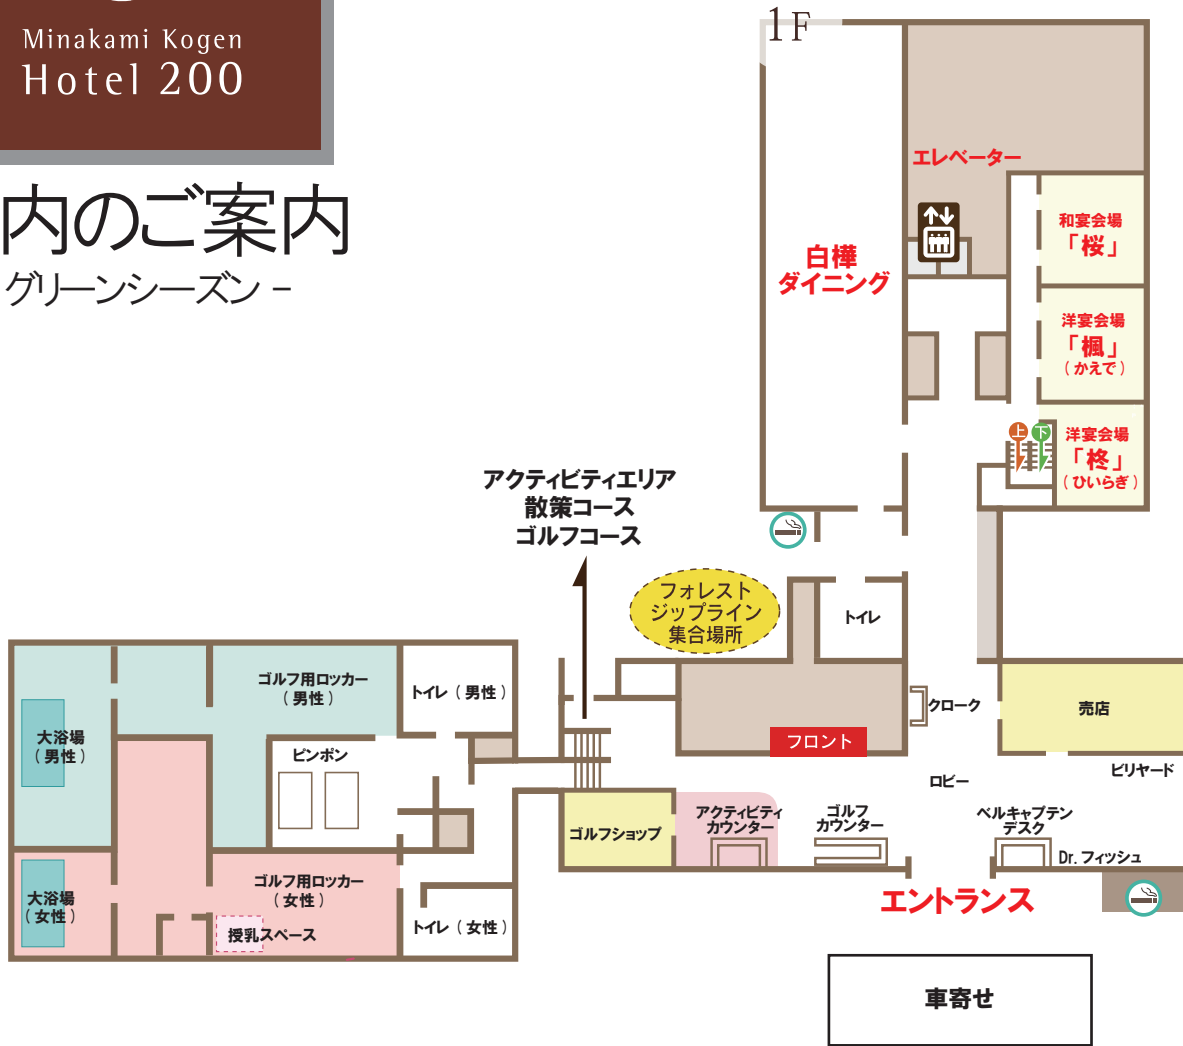 Minakami Kogen
Hotel 200
内のご案内
グリーンシーズン -
1F
エレベーター
白樺
ダイニング
和宴会場
「桜」
洋宴会場
「楓」
(かえで)
上
下
洋宴会場
「柊」
(ひいらぎ)
アクティビティエリア
散策コース
ゴルフコース
フォレスト
ジップライン
集合場所
トイレ
ゴルフ用ロッカー
(男性)
トイレ(男性)
大浴場
(男性)
ピンポン
クローク
売店
フロント
ロビー
ビリヤード
ゴルフショップ
アクティビティ
カウンター
ゴルフ
カウンター
ベルキャプテン
デスク
Dr.フィッシュ
大浴場
(女性)
ゴルフ用ロッカー
(女性)
授乳スペース
トイレ(女性)
エントランス
車寄せ